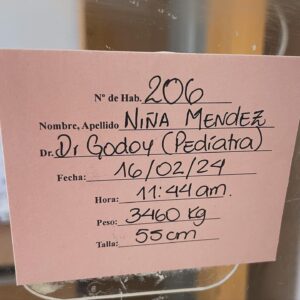 N° de Hab. 206
Nombre, Apellido NIÑA MENDEZ
Dr. Dr Godoy (Pediatra)
Fecha: 16/02/24
Hora: 11:44 am.
Peso: 3460 Kg
Talla: 55 cm